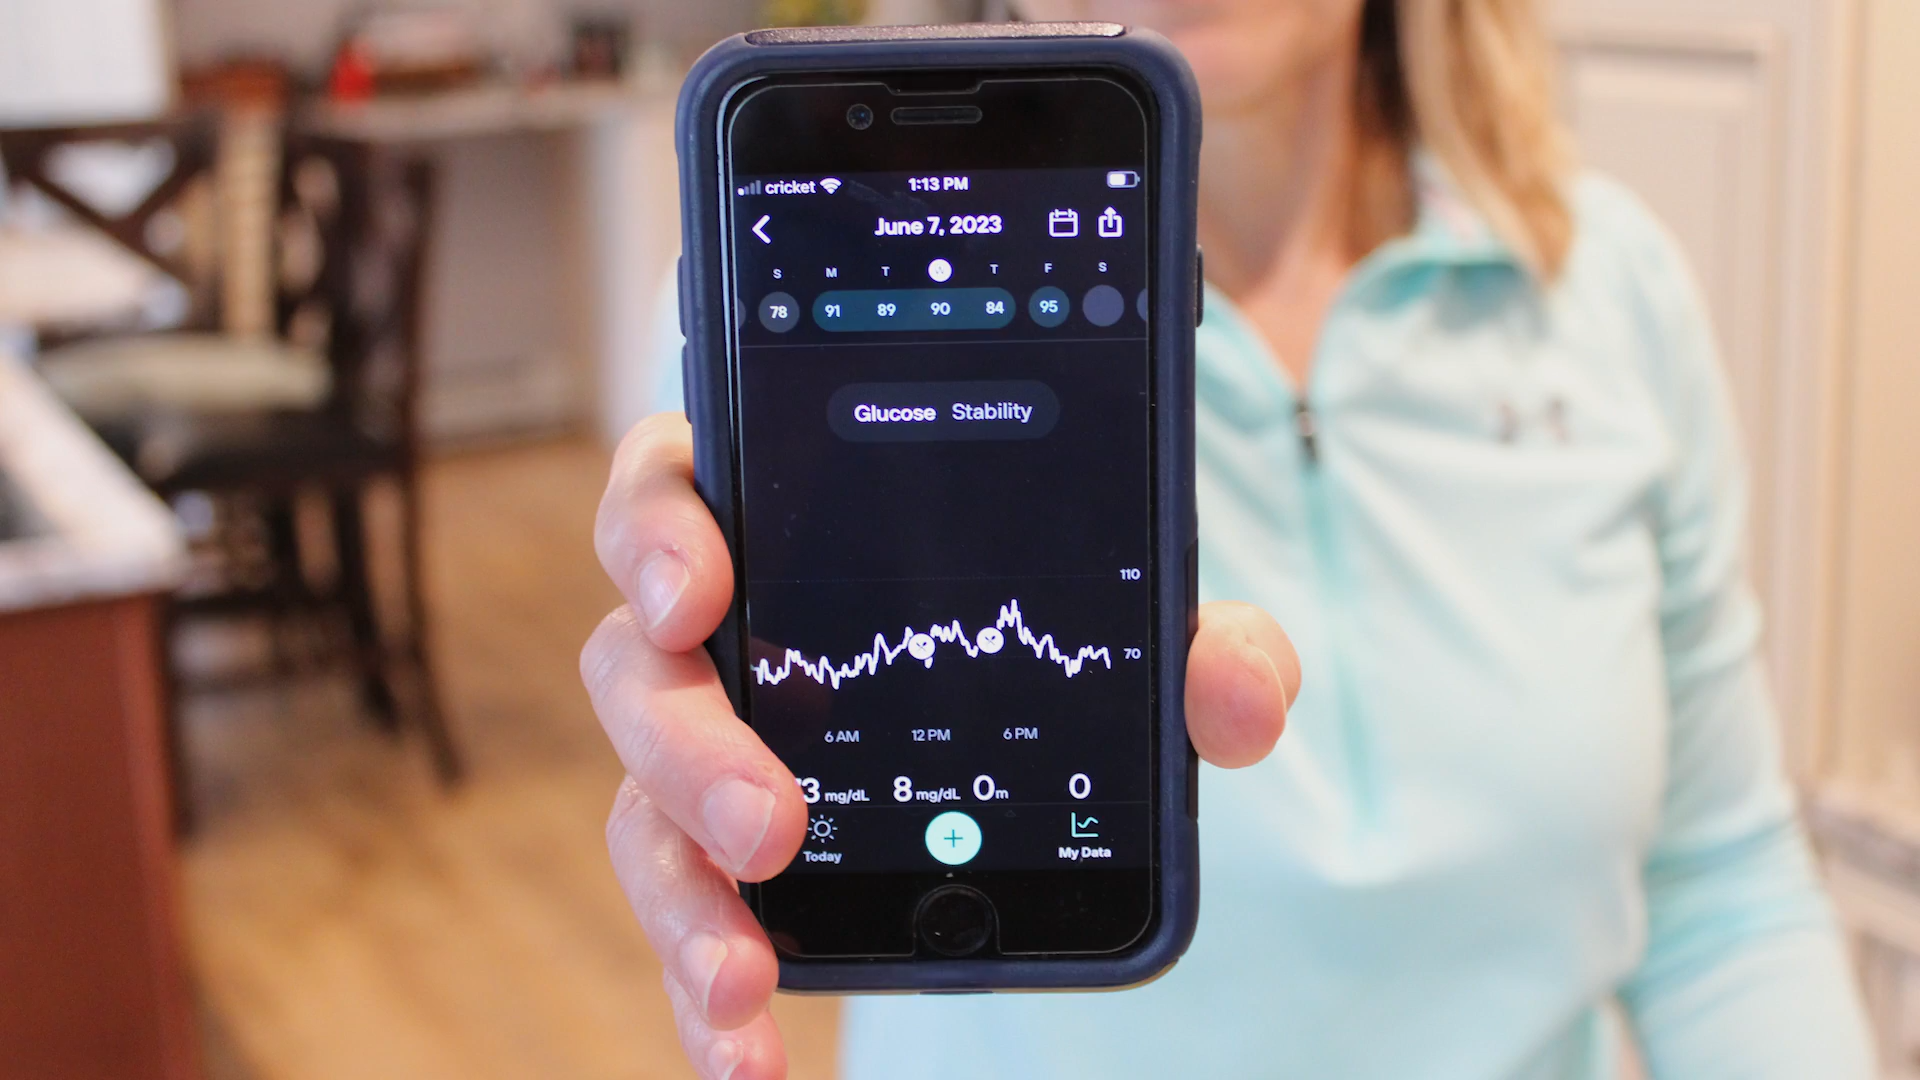 cricket 1:13 PM
June 7, 2023
S M T W T F S
78 91 89 90 84 95
Glucose Stability
110
70
6 AM 12 PM 6 PM
3 mg/dL 8 mg/dL 0m 0
Today + My Data